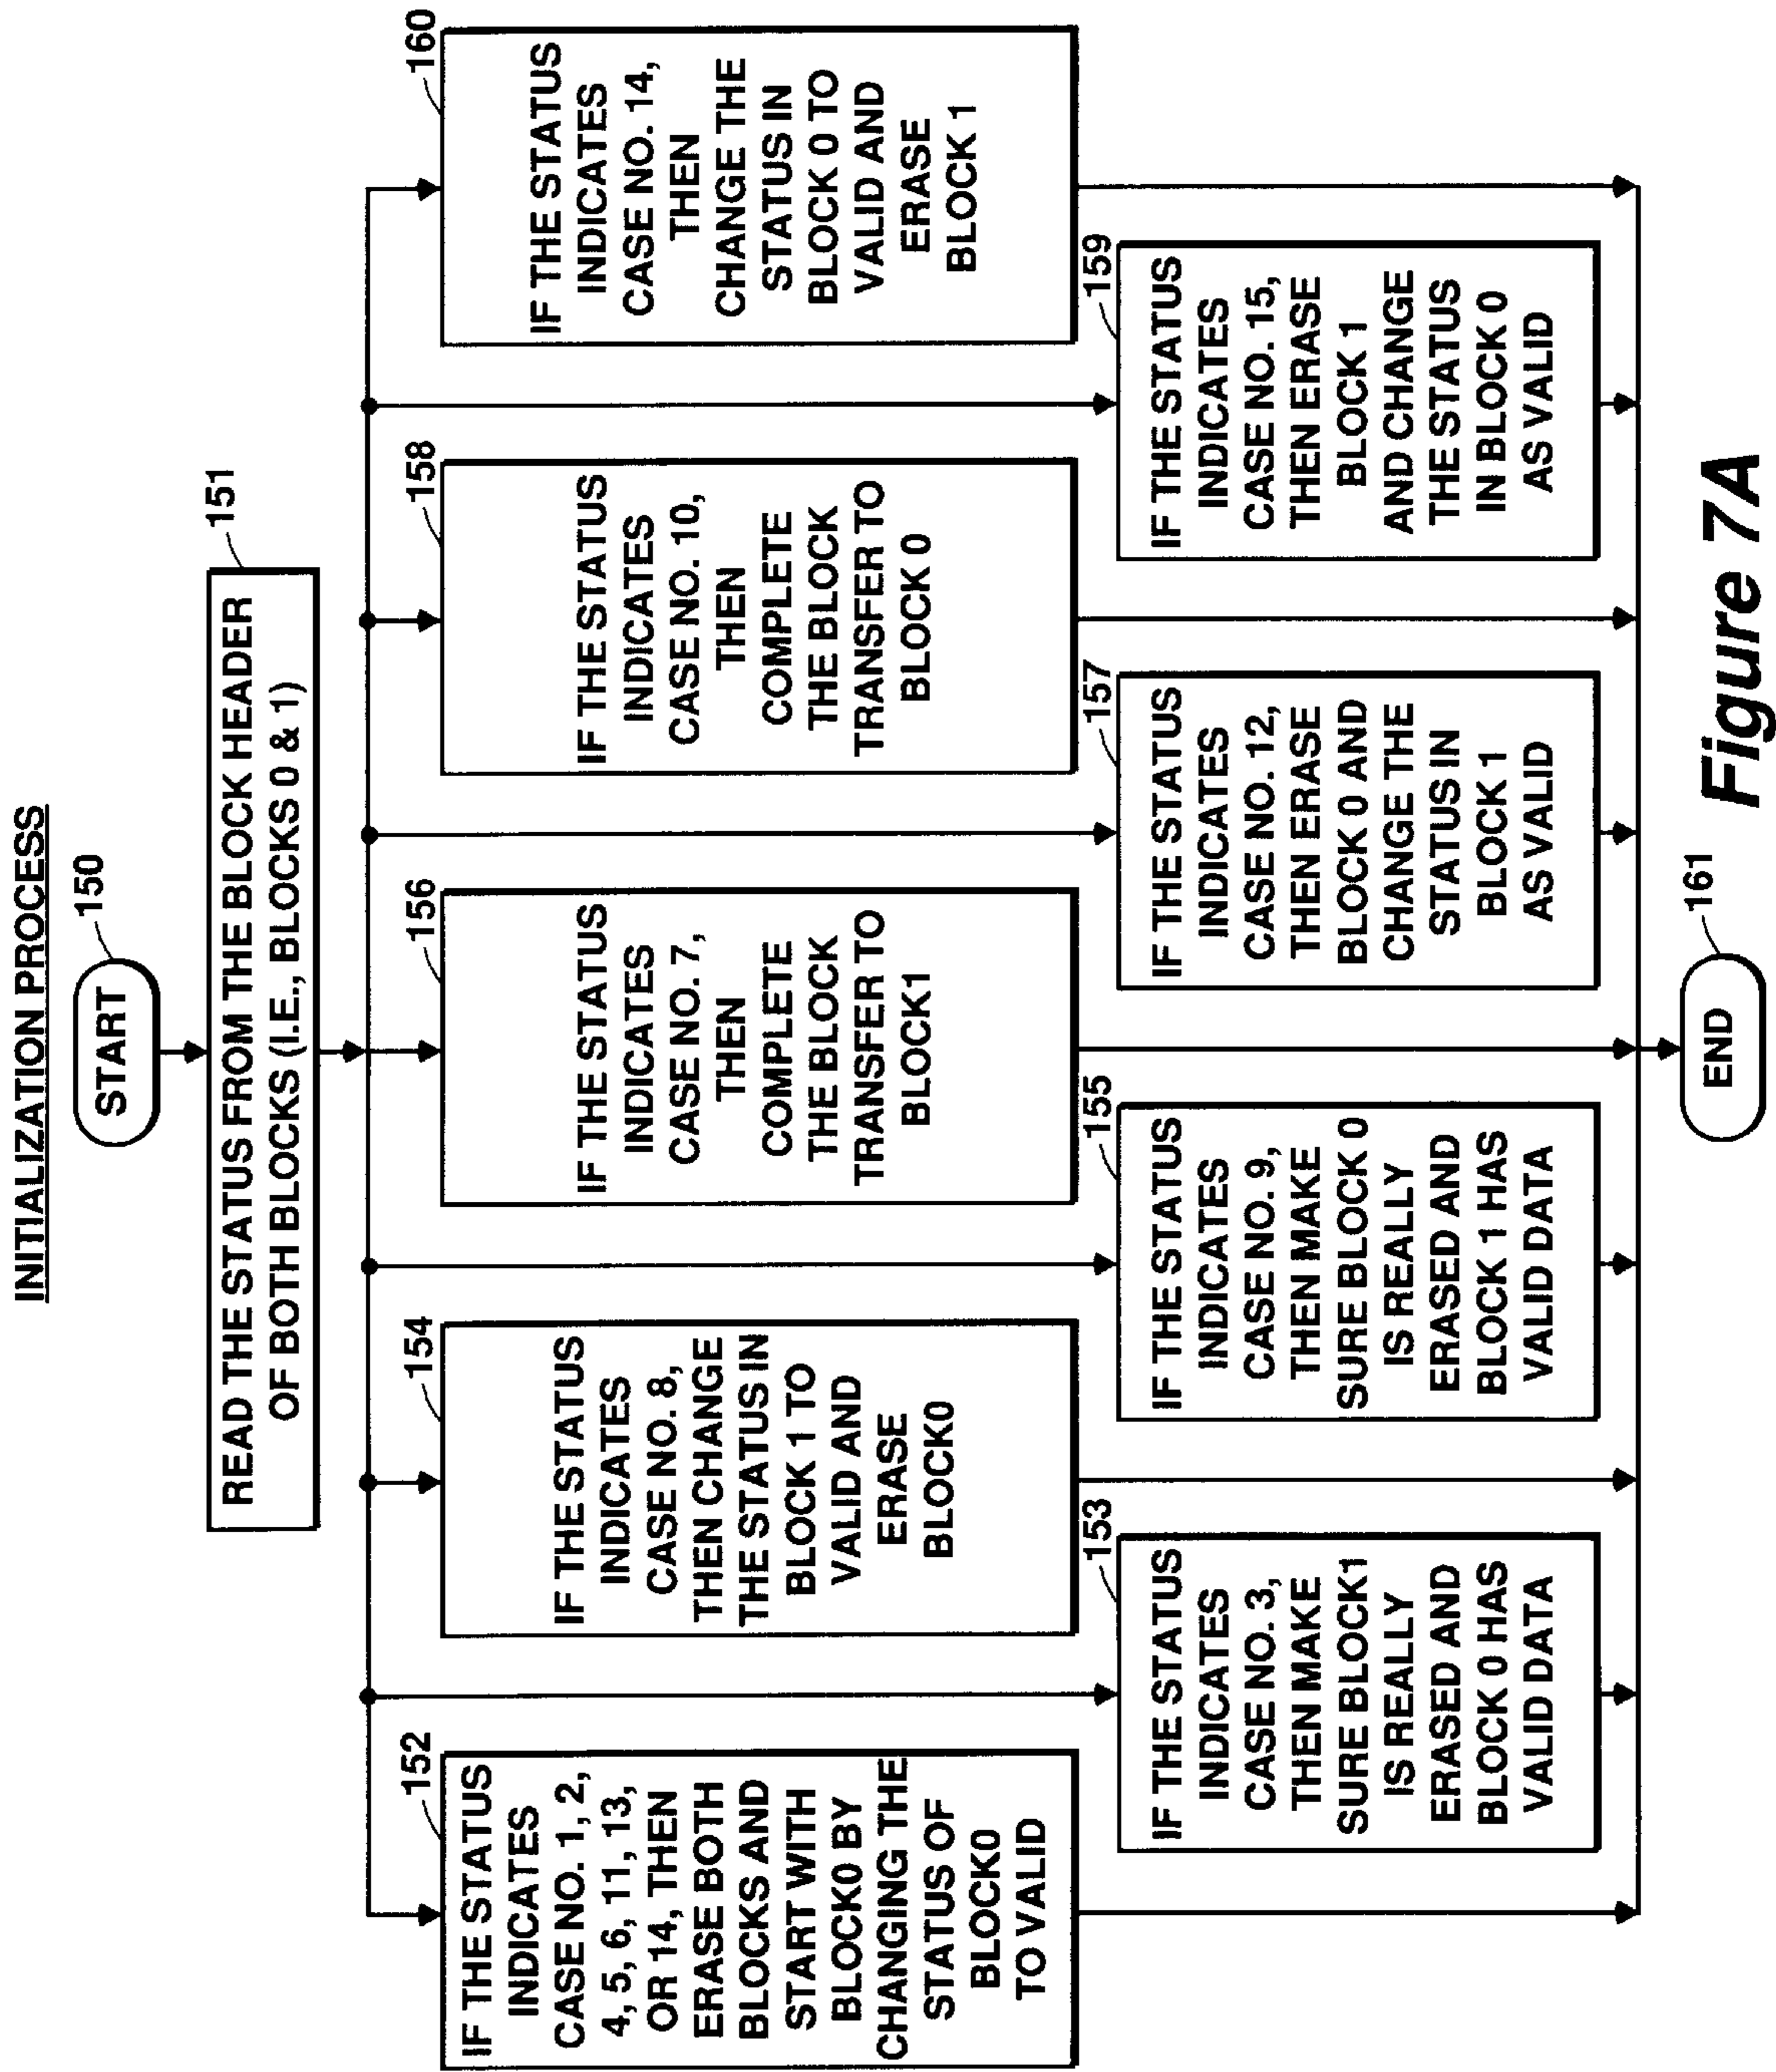 INITIALIZATION PROCESS
START
150
READ THE STATUS FROM THE BLOCK HEADER
OF BOTH BLOCKS (I.E., BLOCKS 0 & 1)
151
152
IF THE STATUS
INDICATES
CASE NO. 1, 2,
4, 5, 6, 11, 13,
OR 14, THEN
ERASE BOTH
BLOCKS AND
START WITH
BLOCK0 BY
CHANGING THE
STATUS OF
BLOCK0
TO VALID
154
IF THE STATUS
INDICATES
CASE NO. 8,
THEN CHANGE
THE STATUS IN
BLOCK 1 TO
VALID AND
ERASE
BLOCK0
156
IF THE STATUS
INDICATES
CASE NO. 7,
THEN
COMPLETE
THE BLOCK
TRANSFER TO
BLOCK1
158
IF THE STATUS
INDICATES
CASE NO. 10,
THEN
COMPLETE
THE BLOCK
TRANSFER TO
BLOCK 0
160
IF THE STATUS
INDICATES
CASE NO. 14,
THEN
CHANGE THE
STATUS IN
BLOCK 0 TO
VALID AND
ERASE
BLOCK 1
153
IF THE STATUS
INDICATES
CASE NO. 3,
THEN MAKE
SURE BLOCK1
IS REALLY
ERASED AND
BLOCK 0 HAS
VALID DATA
155
IF THE STATUS
INDICATES
CASE NO. 9,
THEN MAKE
SURE BLOCK 0
IS REALLY
ERASED AND
BLOCK 1 HAS
VALID DATA
157
IF THE STATUS
INDICATES
CASE NO. 12,
THEN ERASE
BLOCK 0 AND
CHANGE THE
STATUS IN
BLOCK 1
AS VALID
159
IF THE STATUS
INDICATES
CASE NO. 15,
THEN ERASE
BLOCK 1
AND CHANGE
THE STATUS
IN BLOCK 0
AS VALID
END
161
Figure 7A